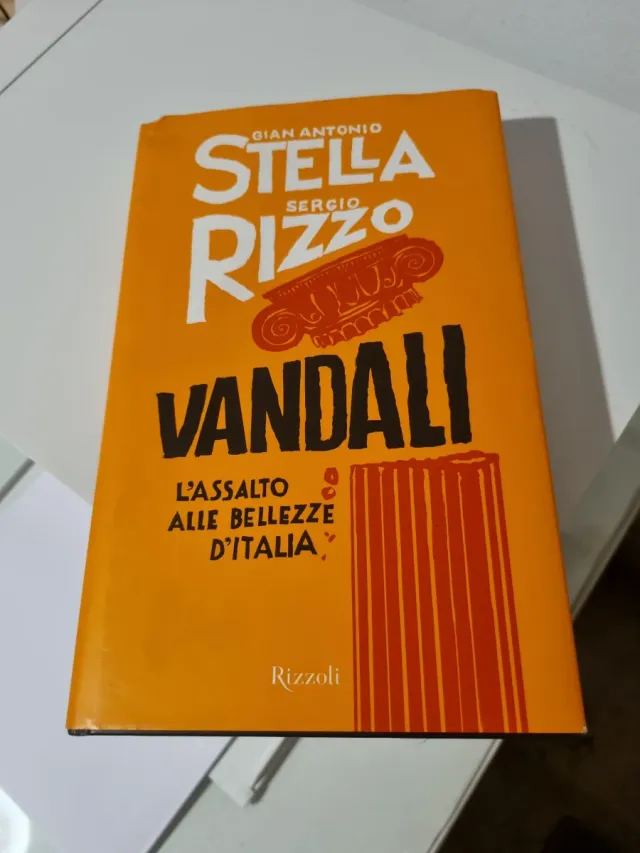 GIAN ANTONIO
STELLA
SERGIO
RIZZO
VANDALI
L'ASSALTO
ALLE BELLEZZE
D'ITALIA
Rizzoli